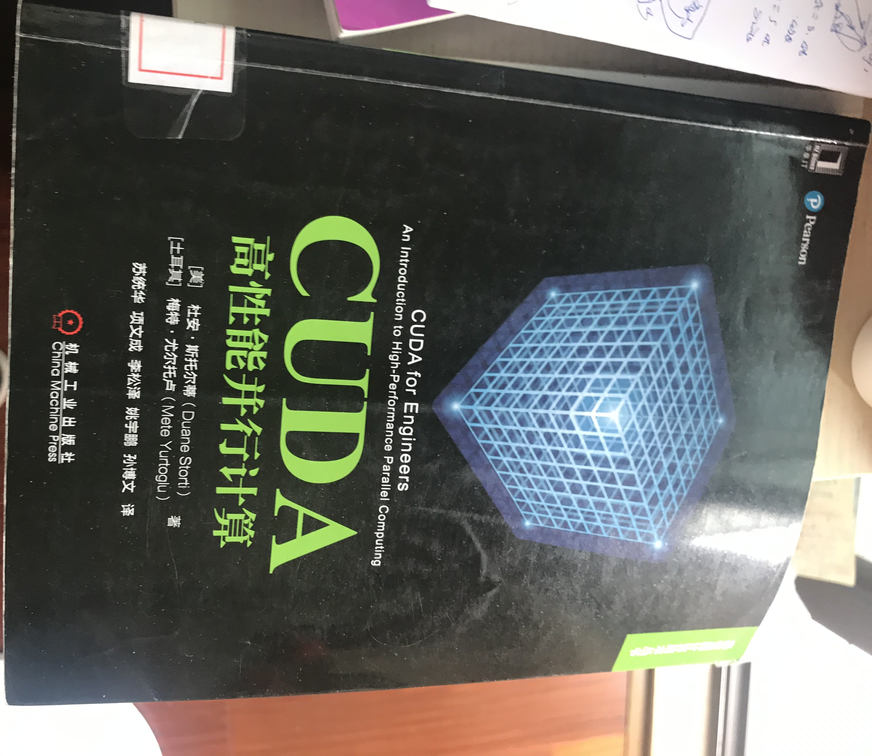 Pearson
CUDA for Engineers
An Introduction to High-Performance Parallel Computing
CUDA
高性能并行计算
[美] 杜安·斯托尔蒂(Duane Storti)
[土耳其] 梅特·尤尔托卢(Mete Yurtoglu) 著
苏统华 项文成 李松泽 姚宇鹏 孙博文 译
机械工业出版社
China Machine Press